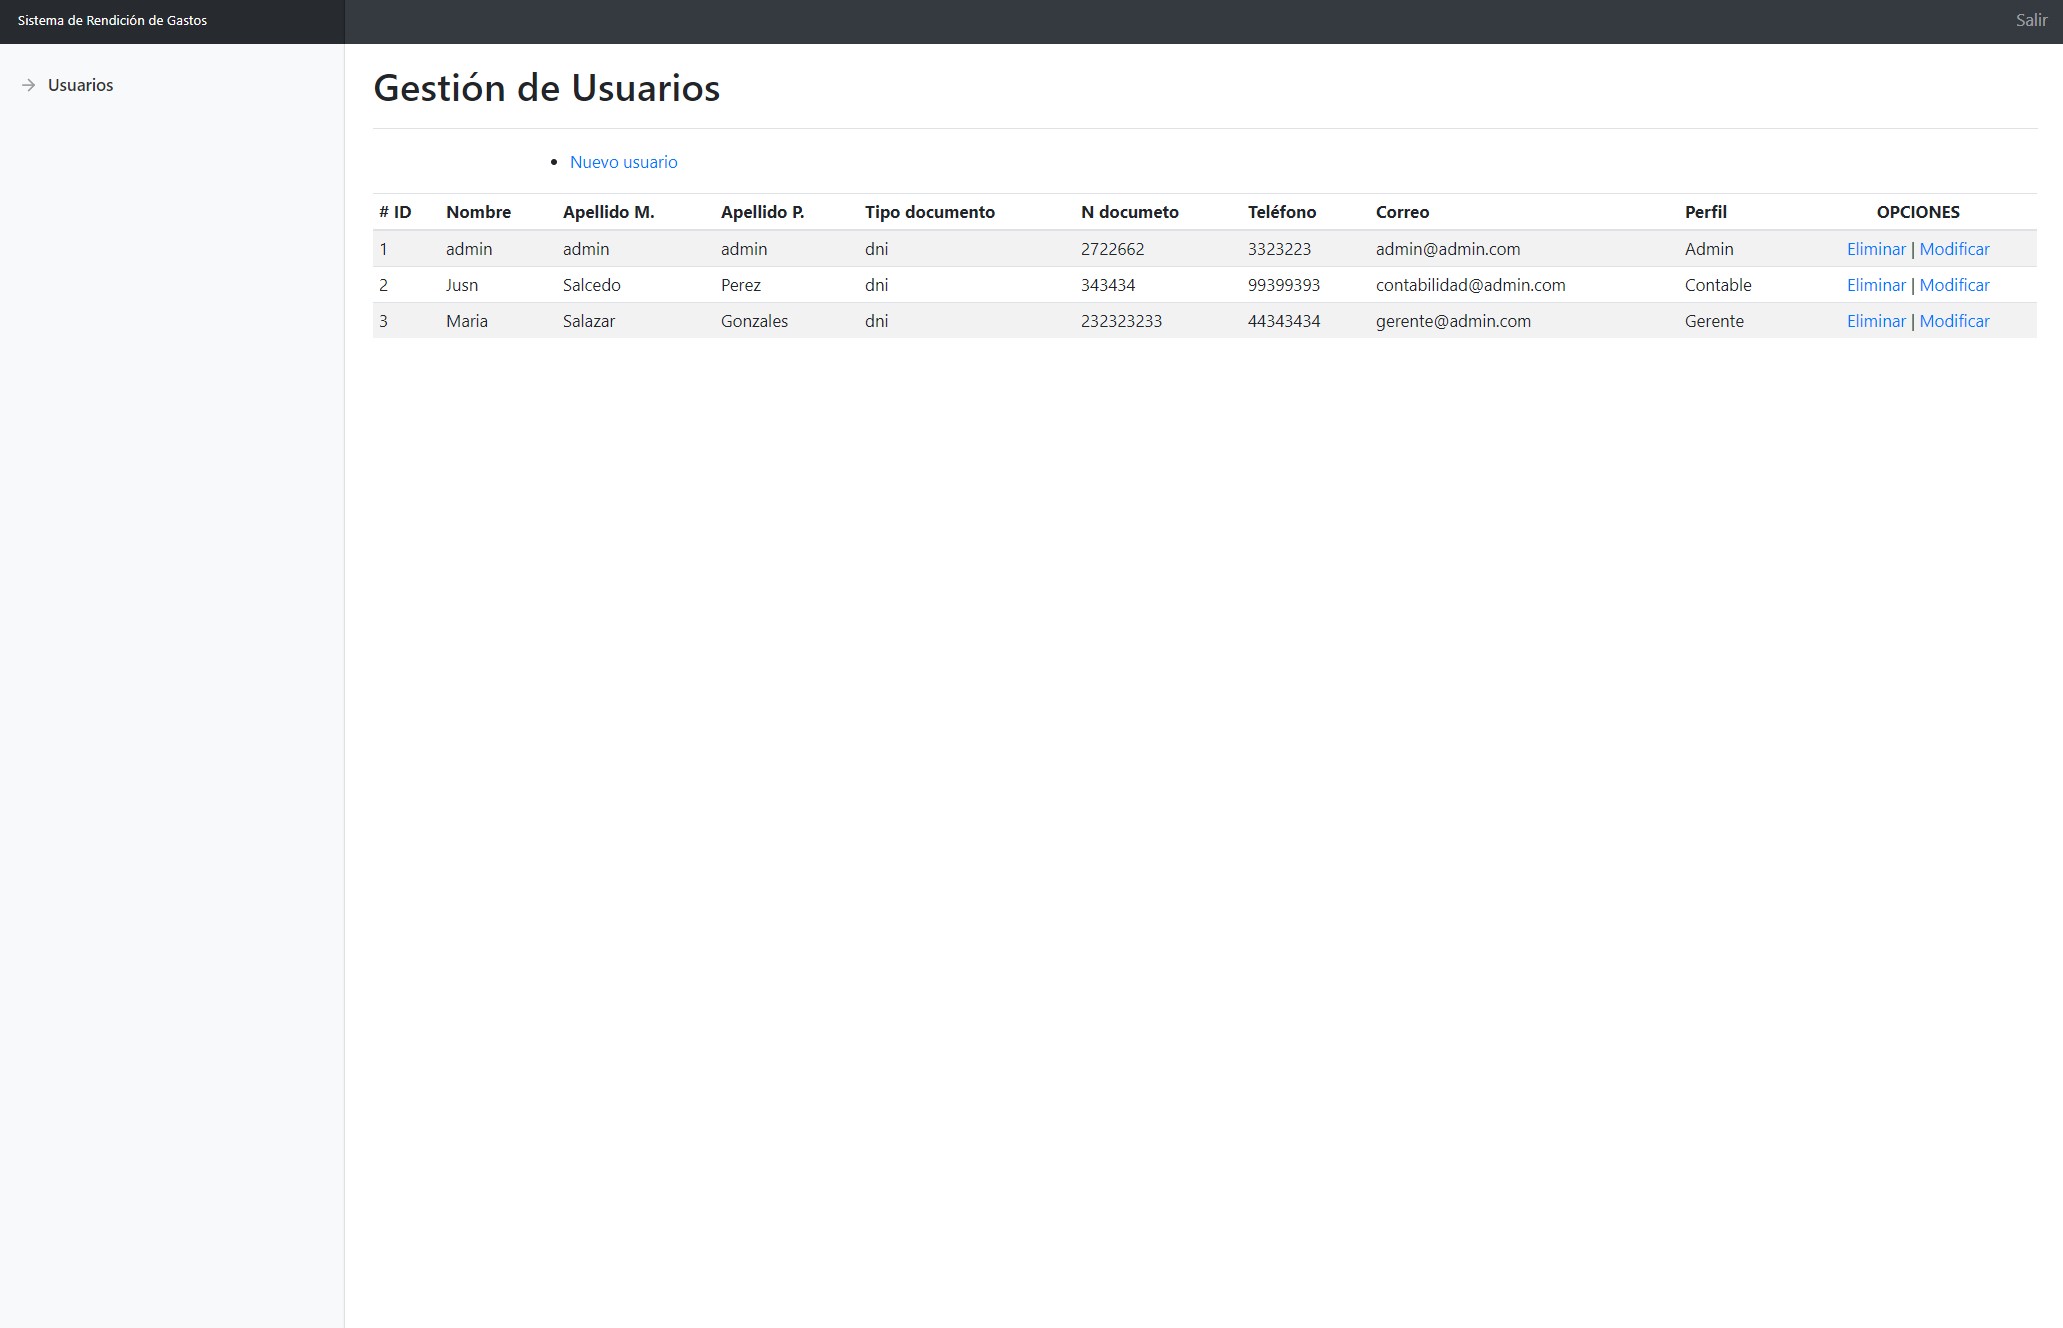 Sistema de Rendición de Gastos
Salir
Usuarios
Gestión de Usuarios
Nuevo usuario
# ID Nombre Apellido M. Apellido P. Tipo documento N documeto Teléfono Correo Perfil OPCIONES
1 admin admin admin dni 2722662 3323223 admin@admin.com Admin Eliminar | Modificar
2 Jusn Salcedo Perez dni 343434 99399393 contabilidad@admin.com Contable Eliminar | Modificar
3 Maria Salazar Gonzales dni 232323233 44343434 gerente@admin.com Gerente Eliminar | Modificar